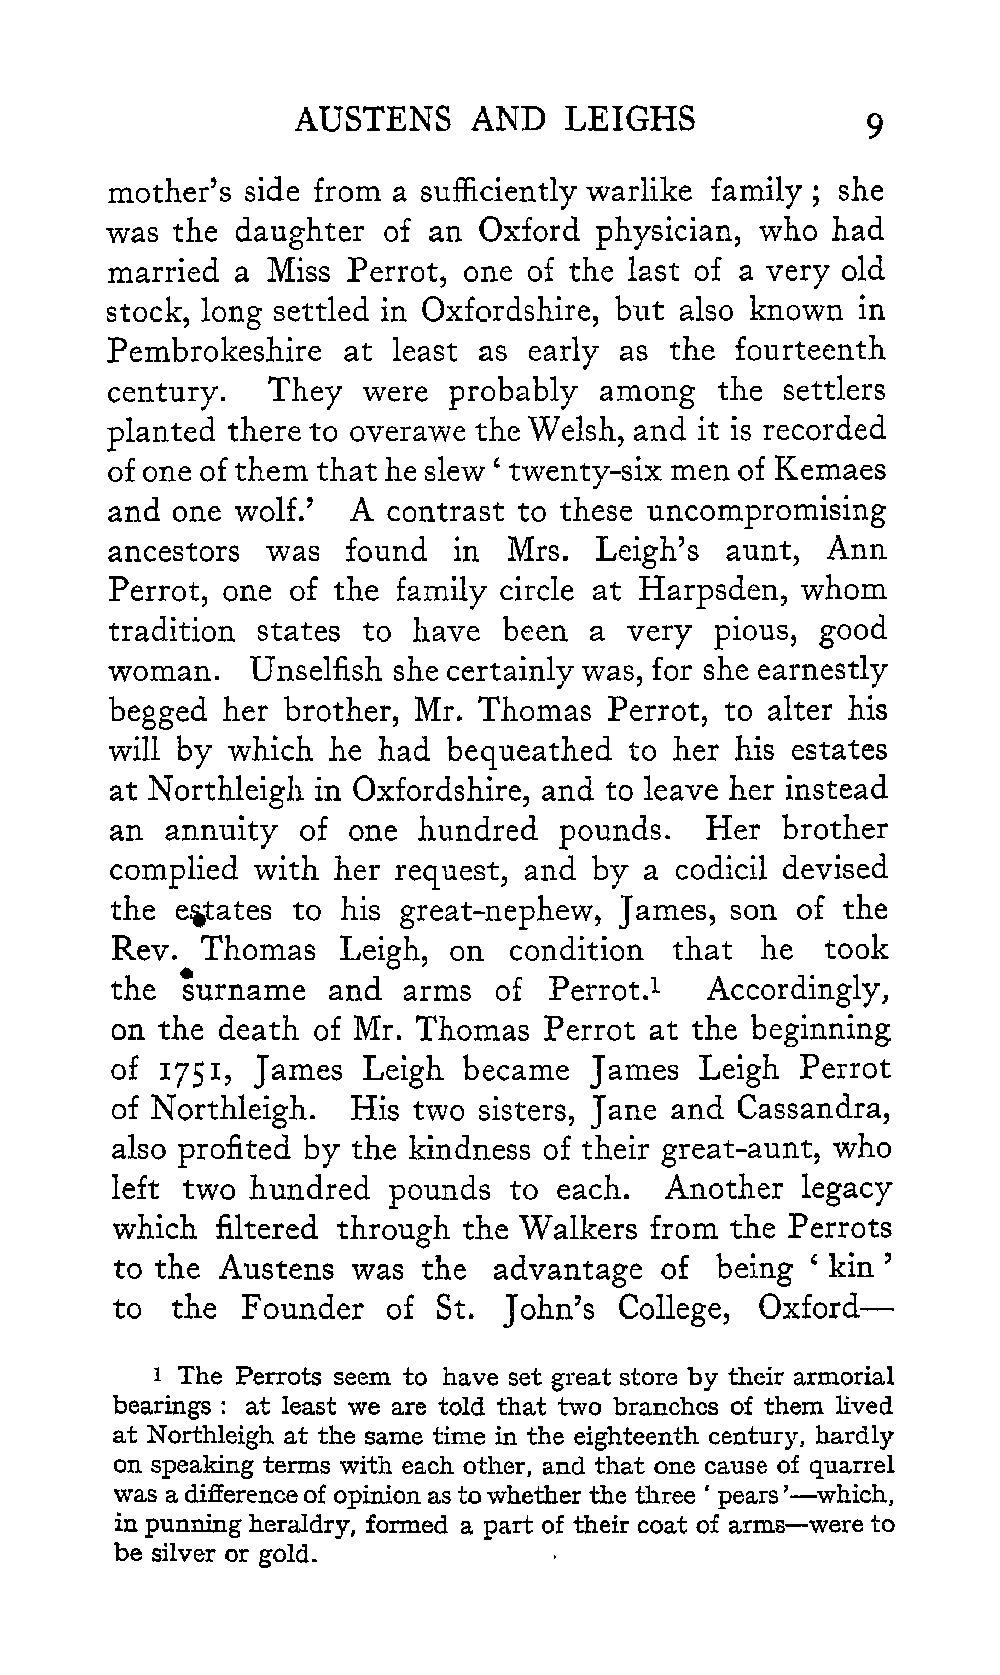 AUSTENS AND LEIGHS 9
mother’s side from a sufficiently warlike family ; she
was the daughter of an Oxford physician, who had
married a Miss Perrot, one of the last of a very old
stock, long settled in Oxfordshire, but also known in
Pembrokeshire at least as early as the fourteenth
century. They were probably among the settlers
planted there to overawe the Welsh, and it is recorded
of one of them that he slew ‘ twenty-six men of Kemaes
and one wolf.’ A contrast to these uncompromising
ancestors was found in Mrs. Leigh’s aunt, Ann
Perrot, one of the family circle at Harpsden, whom
tradition states to have been a very pious, good
woman. Unselfish she certainly was, for she earnestly
begged her brother, Mr. Thomas Perrot, to alter his
will by which he had bequeathed to her his estates
at Northleigh in Oxfordshire, and to leave her instead
an annuity of one hundred pounds. Her brother
complied with her request, and by a codicil devised
the estates to his great-nephew, James, son of the
Rev. Thomas Leigh, on condition that he took
the surname and arms of Perrot.¹ Accordingly,
on the death of Mr. Thomas Perrot at the beginning
of 1751, James Leigh became James Leigh Perrot
of Northleigh. His two sisters, Jane and Cassandra,
also profited by the kindness of their great-aunt, who
left two hundred pounds to each. Another legacy
which filtered through the Walkers from the Perrots
to the Austens was the advantage of being ‘ kin ’
to the Founder of St. John’s College, Oxford—
¹ The Perrots seem to have set great store by their armorial
bearings : at least we are told that two branches of them lived
at Northleigh at the same time in the eighteenth century, hardly
on speaking terms with each other, and that one cause of quarrel
was a difference of opinion as to whether the three ‘ pears ’—which,
in punning heraldry, formed a part of their coat of arms—were to
be silver or gold.